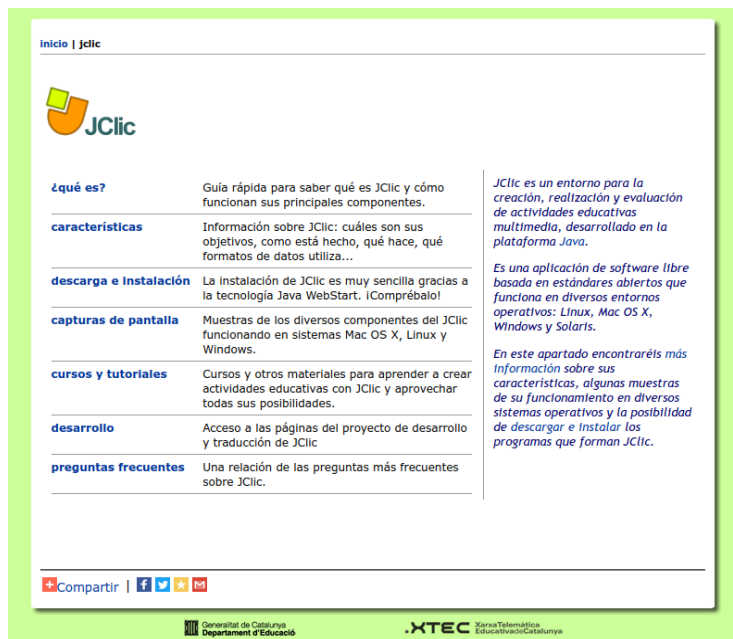 inicio | jclic
JClic
¿qué es?
Guía rápida para saber qué es JClic y cómo
funcionan sus principales componentes.
características
Información sobre JClic: cuáles son sus
objetivos, como está hecho, qué hace, qué
formatos de datos utiliza...
descarga e instalación
La instalación de JClic es muy sencilla gracias a
la tecnología Java WebStart. ¡Comprébalo!
capturas de pantalla
Muestras de los diversos componentes del JClic
funcionando en sistemas Mac OS X, Linux y
Windows.
cursos y tutoriales
Cursos y otros materiales para aprender a crear
actividades educativas con JClic y aprovechar
todas sus posibilidades.
desarrollo
Acceso a las páginas del proyecto de desarrollo
y traducción de JClic
preguntas frecuentes
Una relación de las preguntas más frecuentes
sobre JClic.
JClic es un entorno para la
creación, realización y evaluación
de actividades educativas
multimedia, desarrollado en la
plataforma Java.
Es una aplicación de software libre
basada en estándares abiertos que
funciona en diversos entornos
operativos: Linux, Mac OS X,
Windows y Solaris.
En este apartado encontraréis más
información sobre sus
características, algunas muestras
de su funcionamiento en diversos
sistemas operativos y la posibilidad
de descargar e instalar los
programas que forman JClic.
Compartir |
Generalitat de Catalunya
Departament d'Educació
.XTEC
XarxaTelemàtica
EducativadeCatalunya